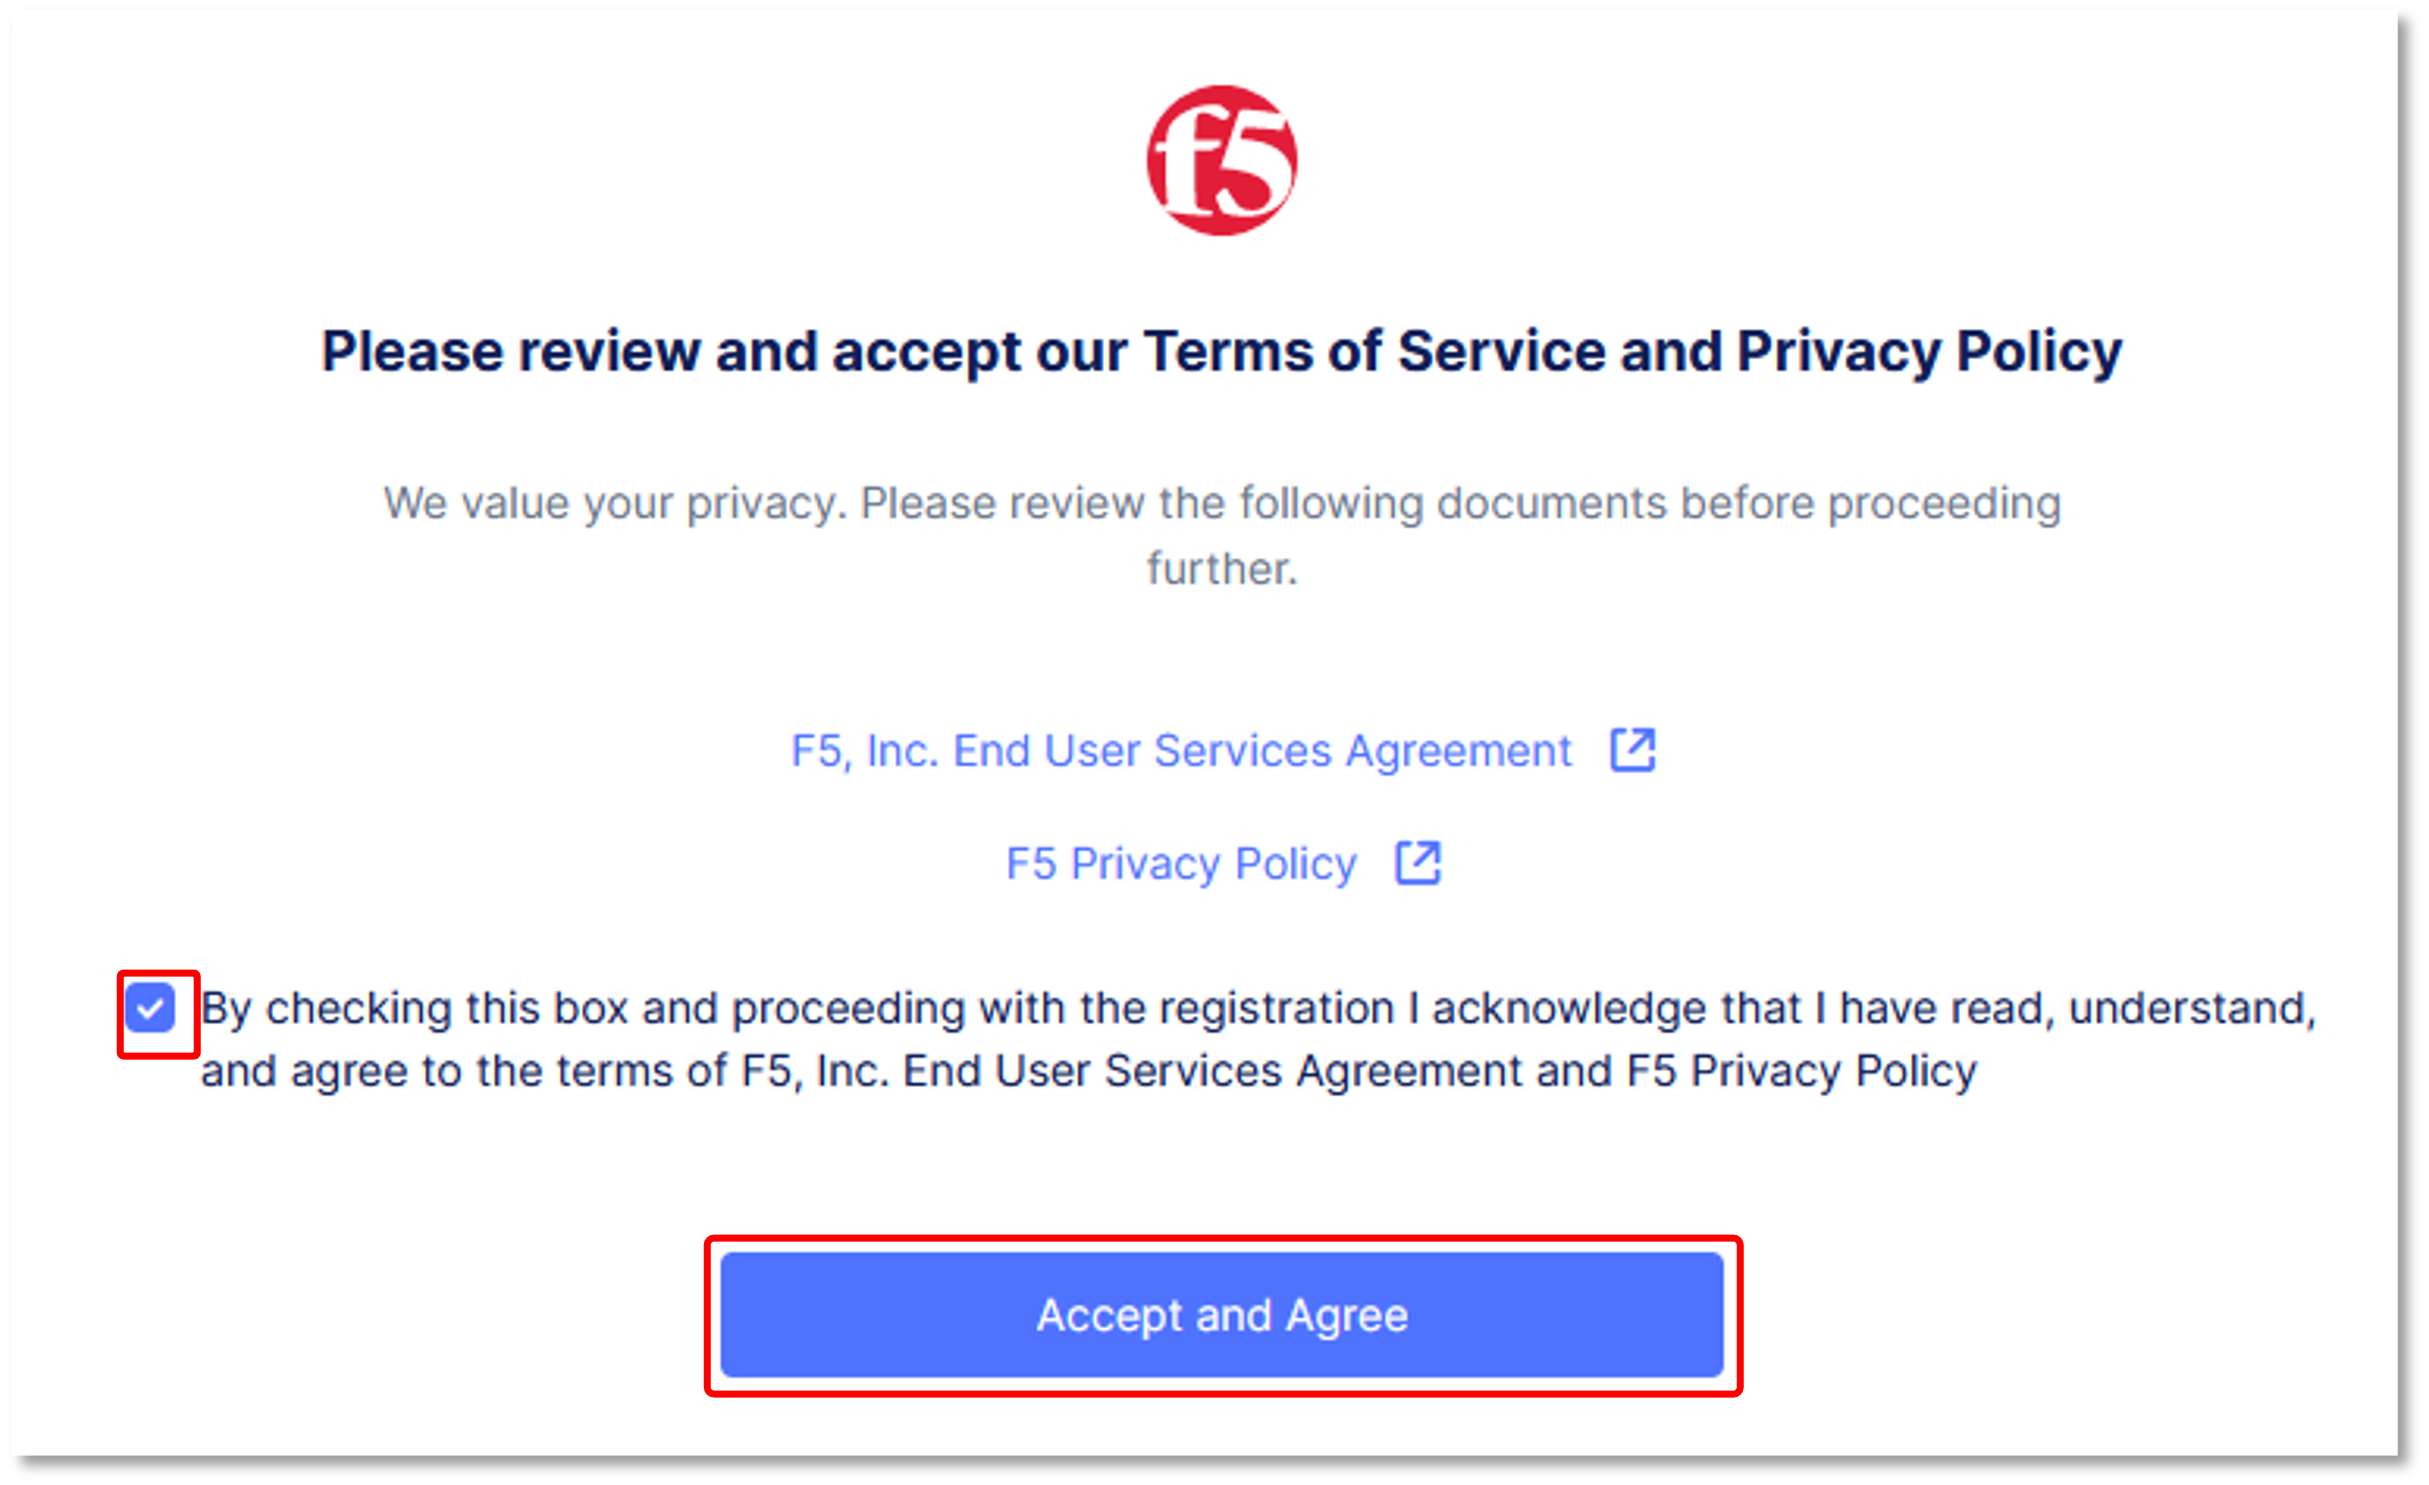 f5
Please review and accept our Terms of Service and Privacy Policy
We value your privacy. Please review the following documents before proceeding
further.
F5, Inc. End User Services Agreement
F5 Privacy Policy
By checking this box and proceeding with the registration I acknowledge that I have read, understand,
and agree to the terms of F5, Inc. End User Services Agreement and F5 Privacy Policy
Accept and Agree